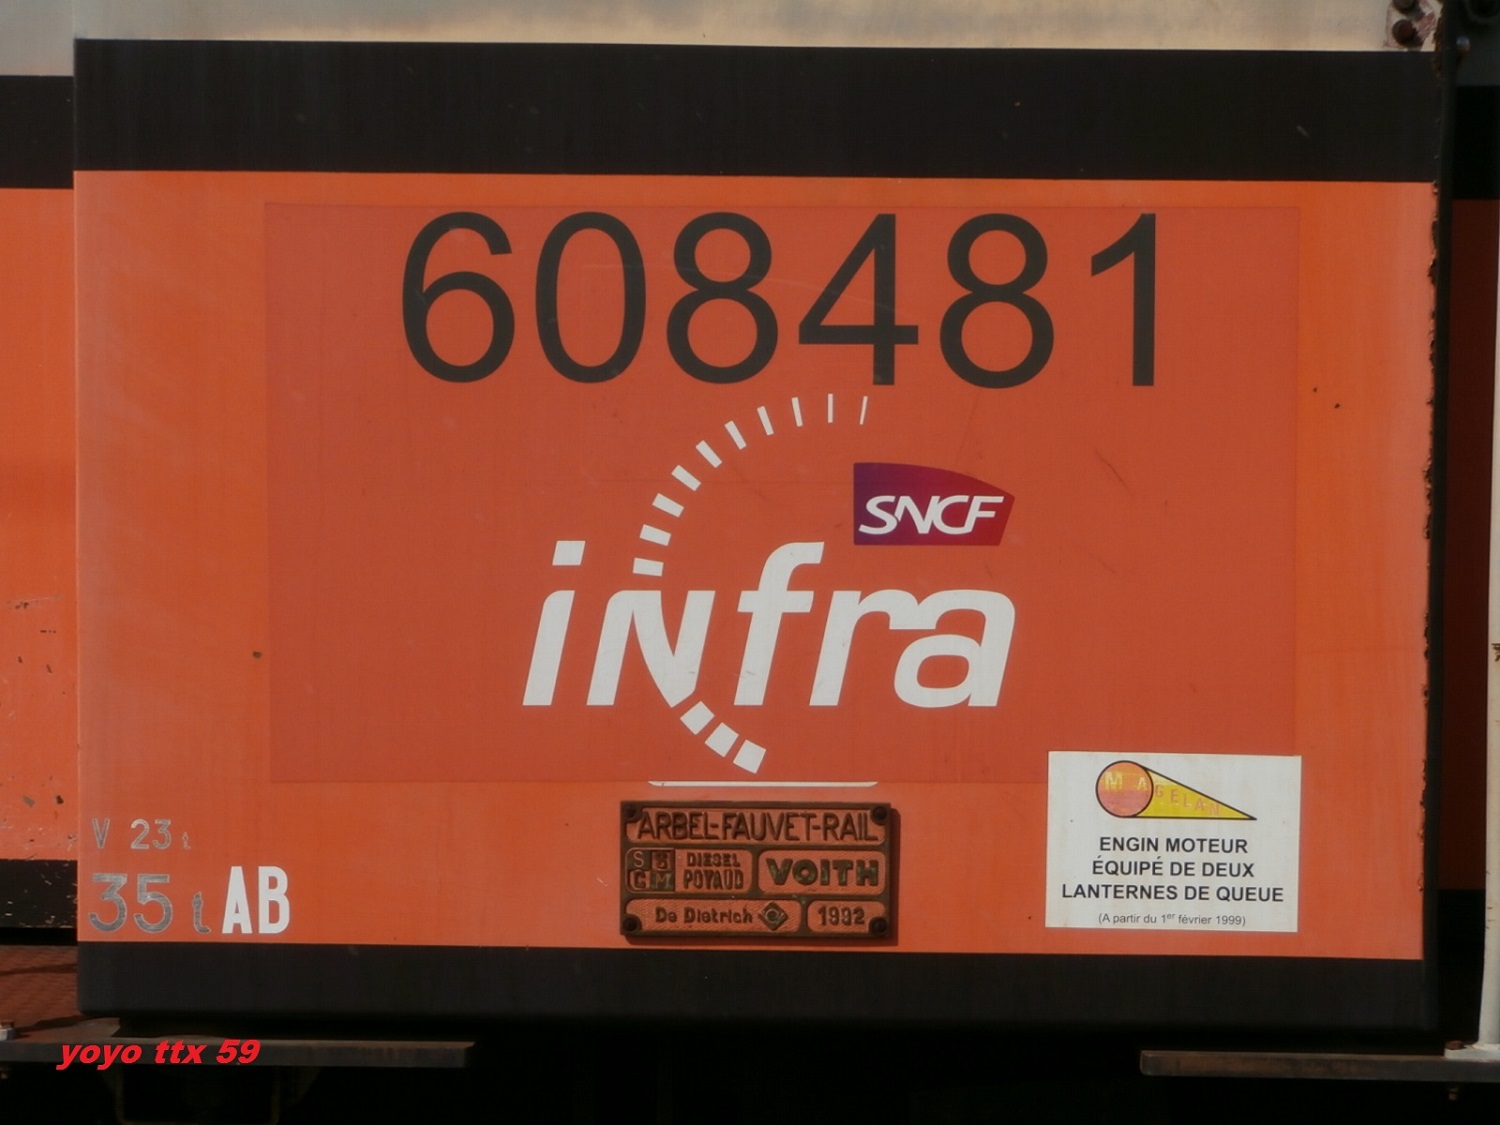 608481
SNCF
infra
ARBEL-FAUVET-RAIL
SSCM DIESEL POYAUD VOITH
De Dietrich 1992
MAGELAN
ENGIN MOTEUR
ÉQUIPÉ DE DEUX
LANTERNES DE QUEUE
(A partir du 1er février 1999)
V 23 t
35 t AB
yoyo ttx 59